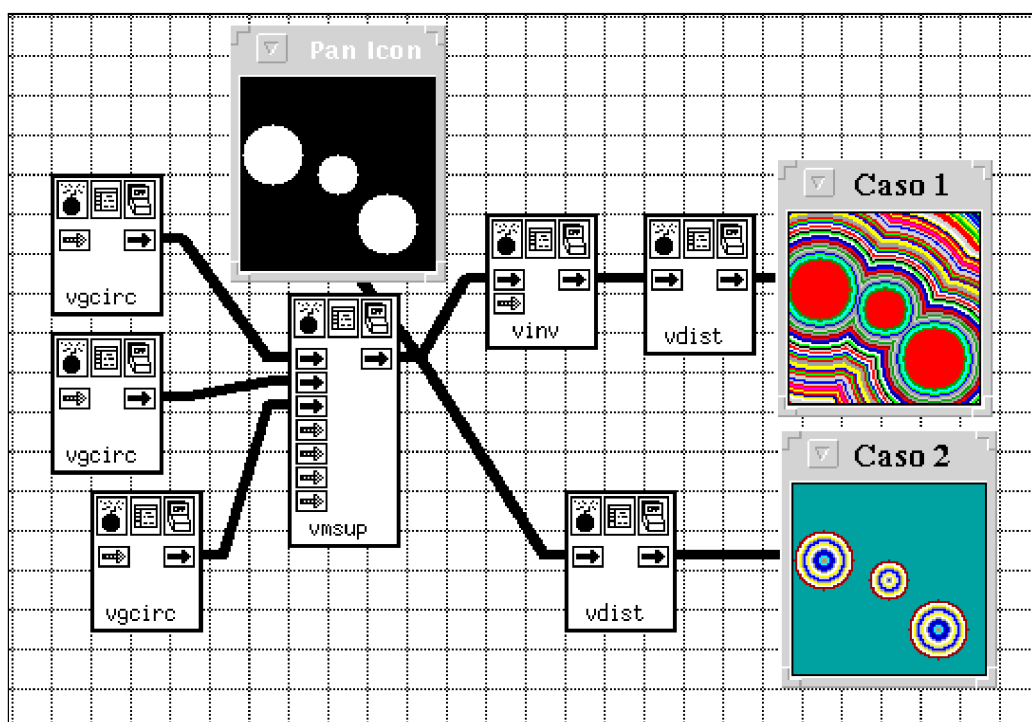 Pan Icon
vgcirc
vgcirc
vgcirc
vmsup
vinv
vdist
Caso 1
vdist
Caso 2